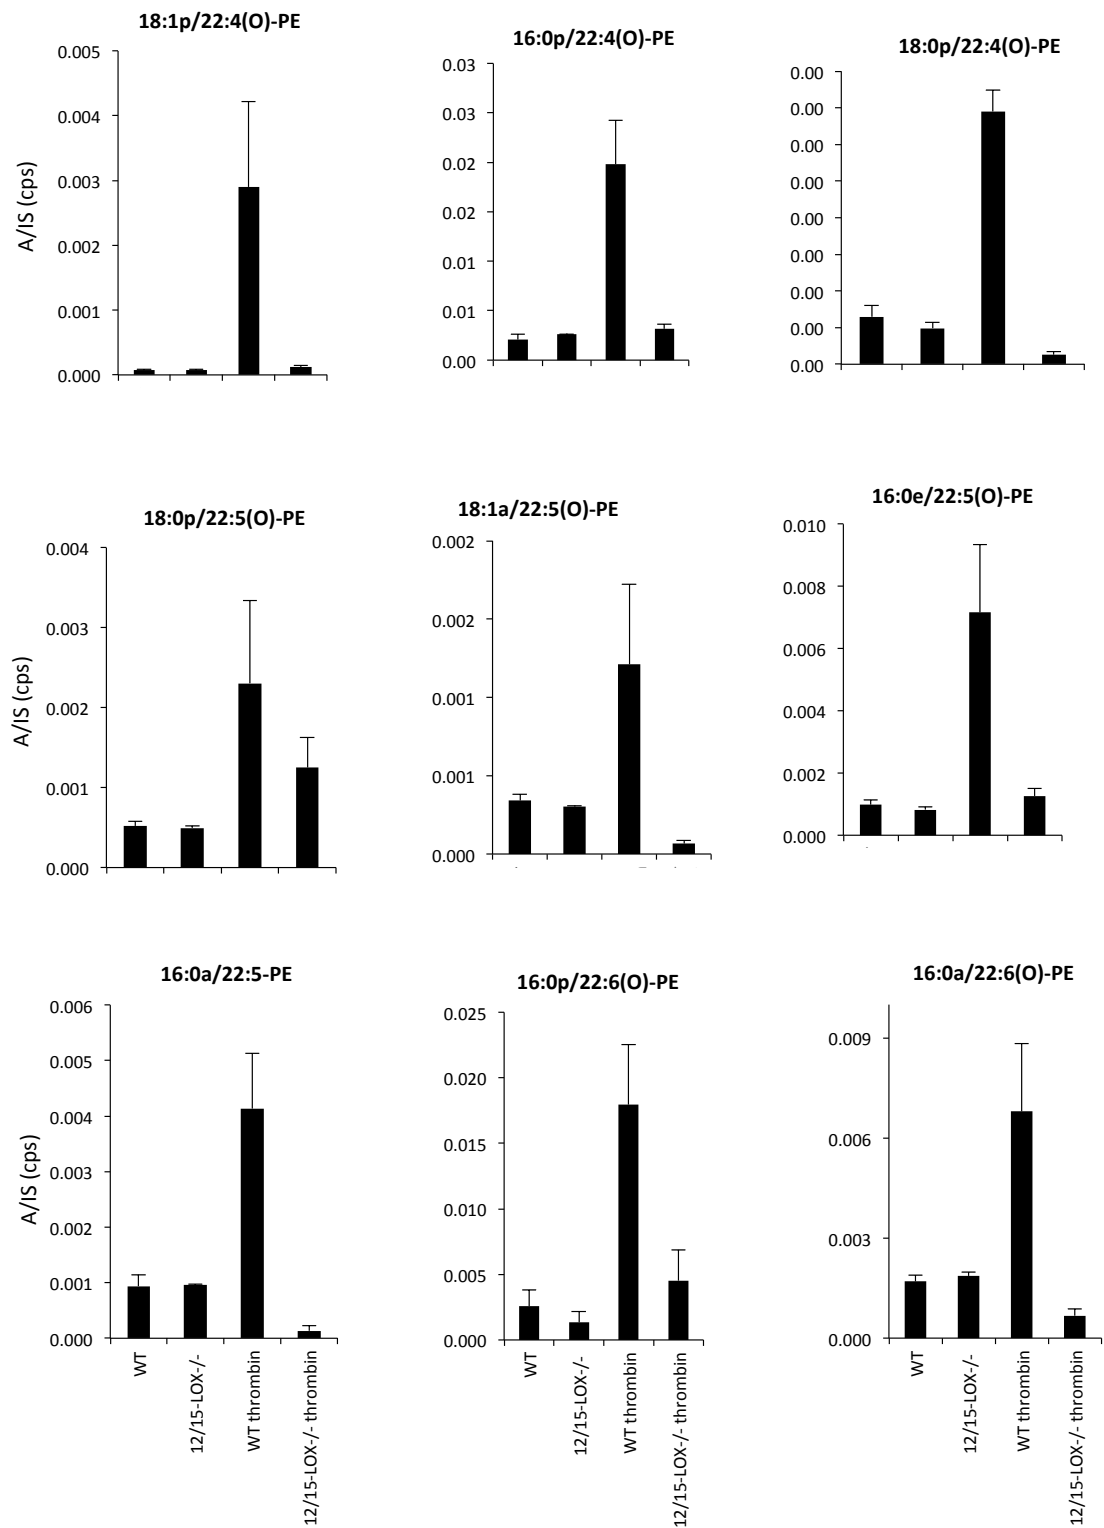 18:1p/22:4(O)-PE
0.005
0.004
0.003
0.002
0.001
0.000
A/IS (cps)
16:0p/22:4(O)-PE
0.03
0.03
0.02
0.02
0.01
0.01
0.00
18:0p/22:4(O)-PE
0.00
0.00
0.00
0.00
0.00
0.00
0.00
0.00
0.00
18:0p/22:5(O)-PE
0.004
0.003
0.002
0.001
0.000
A/IS (cps)
18:1a/22:5(O)-PE
0.002
0.002
0.001
0.001
0.000
16:0e/22:5(O)-PE
0.010
0.008
0.006
0.004
0.002
0.000
16:0a/22:5-PE
0.006
0.005
0.004
0.003
0.002
0.001
0.000
A/IS (cps)
WT
12/15-LOX-/-
WT thrombin
12/15-LOX-/- thrombin
16:0p/22:6(O)-PE
0.025
0.020
0.015
0.010
0.005
0.000
WT
12/15-LOX-/-
WT thrombin
12/15-LOX-/- thrombin
16:0a/22:6(O)-PE
0.009
0.006
0.003
0.000
WT
12/15-LOX-/-
WT thrombin
12/15-LOX-/- thrombin